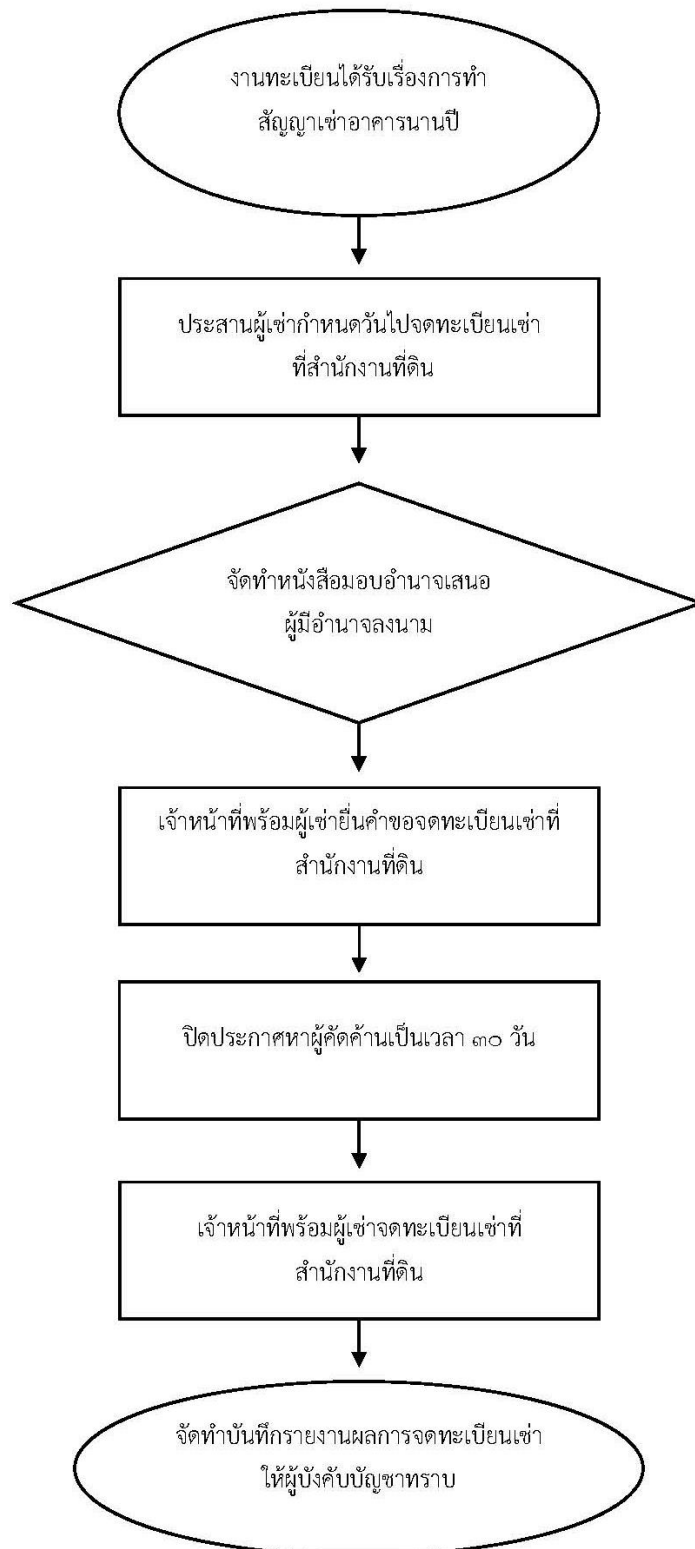 งานทะเบียนได้รับเรื่องการทำ
สัญญาเช่าอาคารนานปี
ประสานผู้เช่ากำหนดวันไปจดทะเบียนเช่า
ที่สำนักงานที่ดิน
จัดทำหนังสือมอบอำนาจเสนอ
ผู้มีอำนาจลงนาม
เจ้าหน้าที่พร้อมผู้เช่ายื่นคำขอจดทะเบียนเช่าที่
สำนักงานที่ดิน
ปิดประกาศหาผู้คัดค้านเป็นเวลา ๓๐ วัน
เจ้าหน้าที่พร้อมผู้เช่าจดทะเบียนเช่าที่
สำนักงานที่ดิน
จัดทำบันทึกรายงานผลการจดทะเบียนเช่า
ให้ผู้บังคับบัญชาทราบ